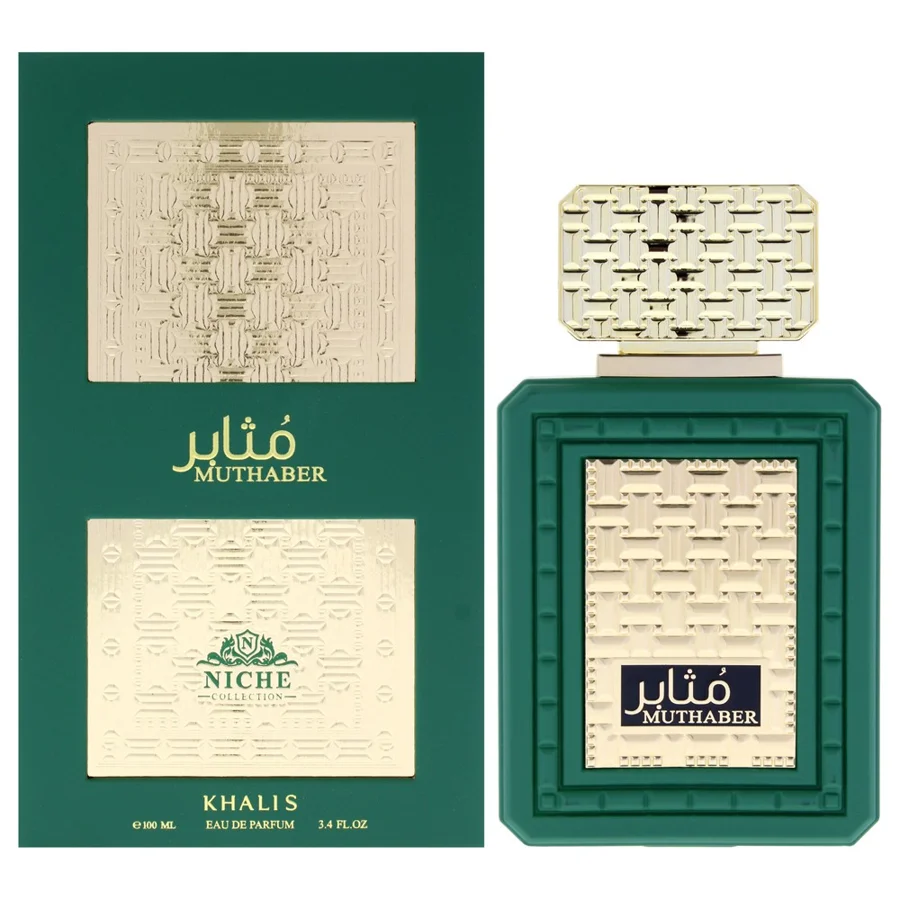 مُثابر
MUTHABER
N
NICHE
COLLECTION
KHALIS
℮100 ML EAU DE PARFUM 3.4 FL.OZ
مُثابر
MUTHABER